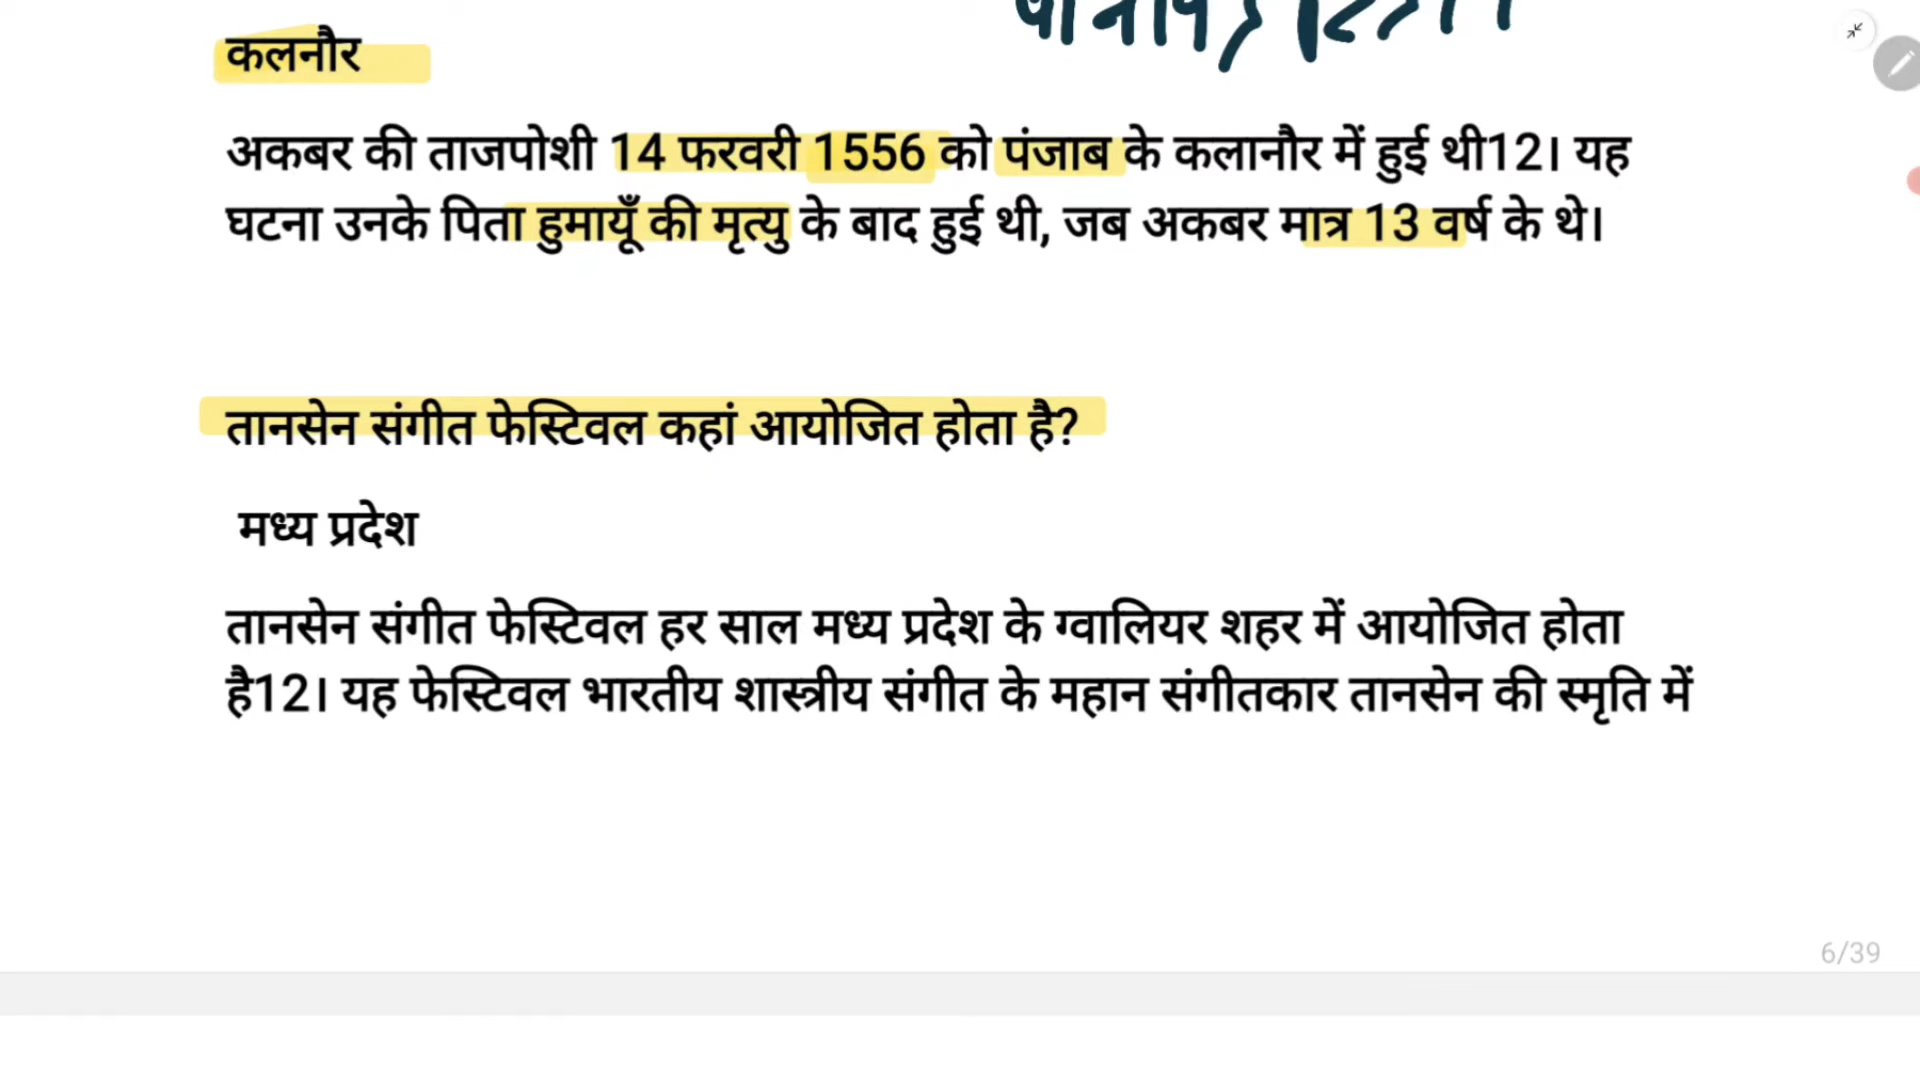 कलनौर
अकबर की ताजपोशी 14 फरवरी 1556 को पंजाब के कलानौर में हुई थी12। यह
घटना उनके पिता हुमायूँ की मृत्यु के बाद हुई थी, जब अकबर मात्र 13 वर्ष के थे।
तानसेन संगीत फेस्टिवल कहां आयोजित होता है?
मध्य प्रदेश
तानसेन संगीत फेस्टिवल हर साल मध्य प्रदेश के ग्वालियर शहर में आयोजित होता
है12। यह फेस्टिवल भारतीय शास्त्रीय संगीत के महान संगीतकार तानसेन की स्मृति में
6/39